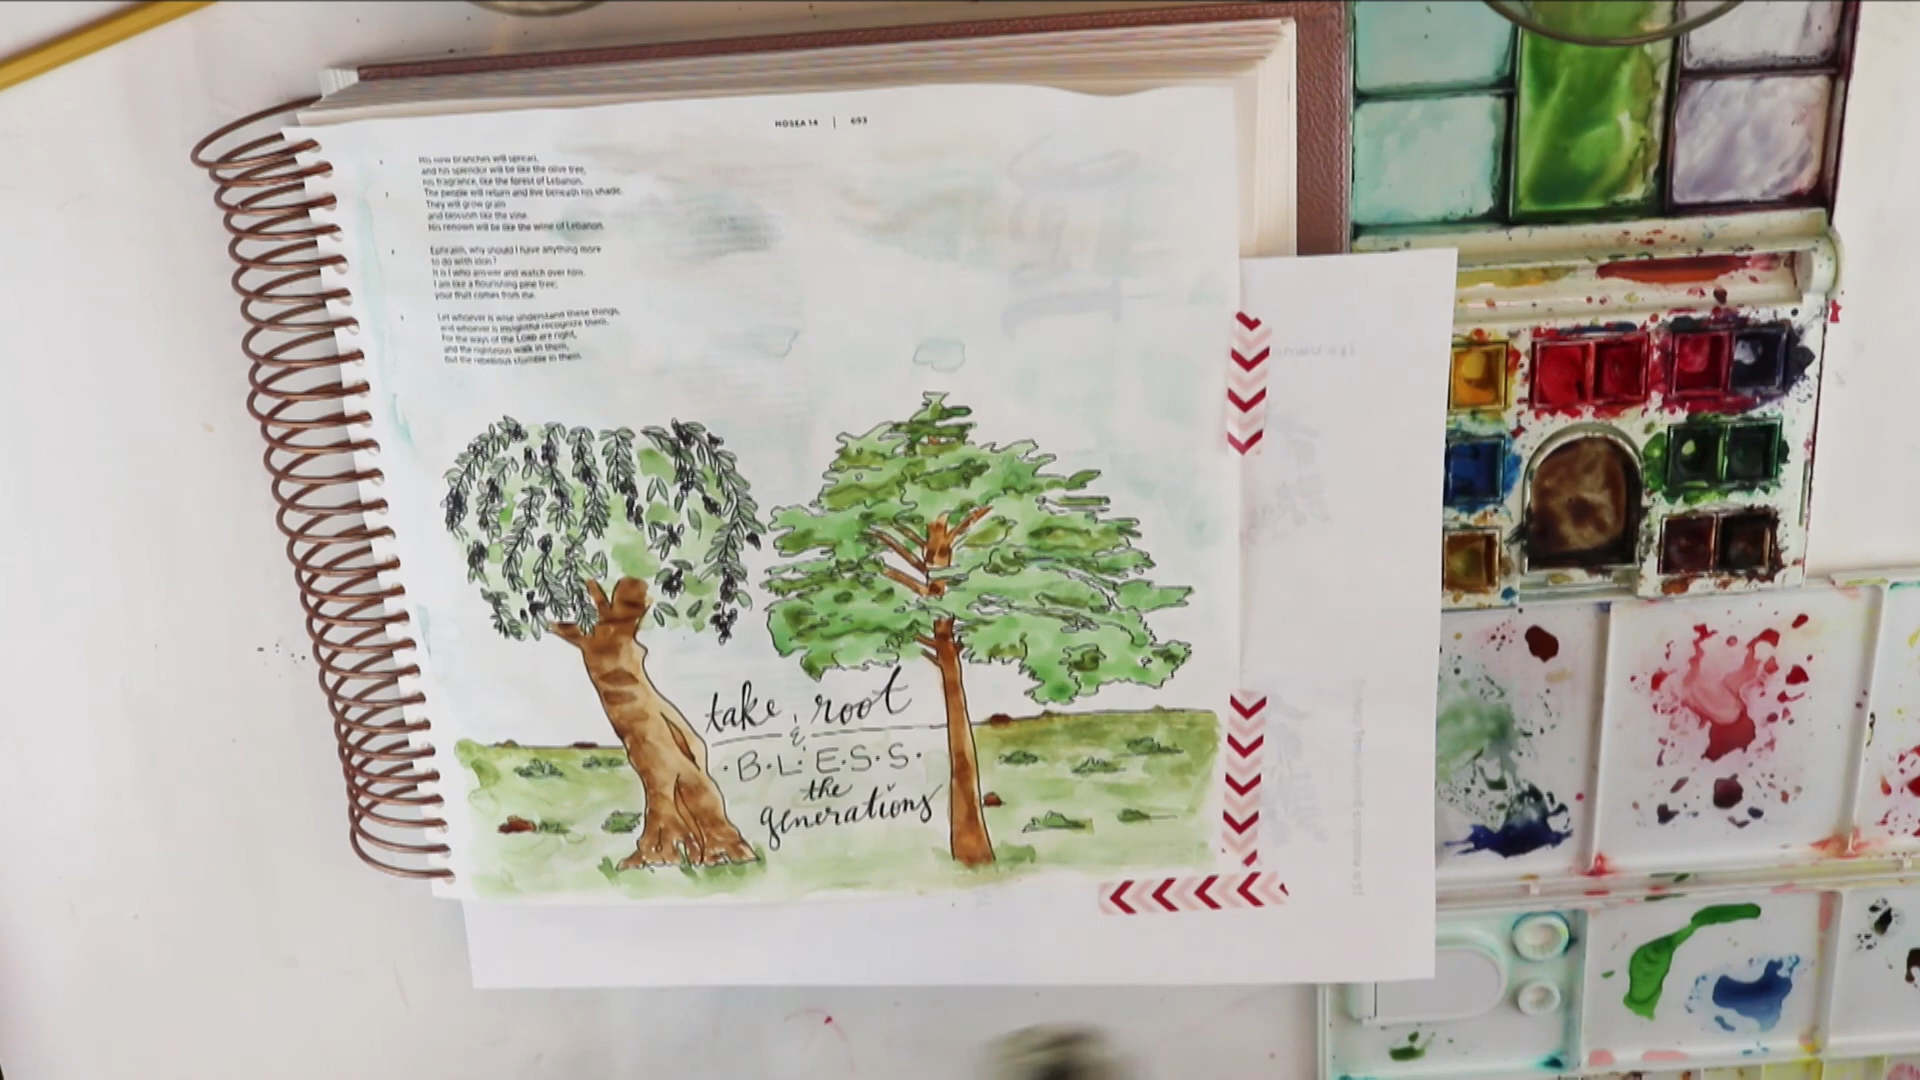 HOSEA 14 | 693
His new branches will spread,
and his splendor will be like the olive tree,
his fragrance, like the forest of Lebanon.
The people will return and live beneath his shade.
They will grow grain
and blossom like the vine.
His renown will be like the wine of Lebanon.
Ephraim, why should I have anything more
to do with idols?
It is I who answer and watch over him.
I am like a flourishing pine tree;
your fruit comes from me.
Let whoever is wise understand these things,
and whoever is insightful recognize them.
For the ways of the LORD are right,
and the righteous walk in them,
but the rebellious stumble in them.
take root
&
·B·L·E·S·S·
the
generations